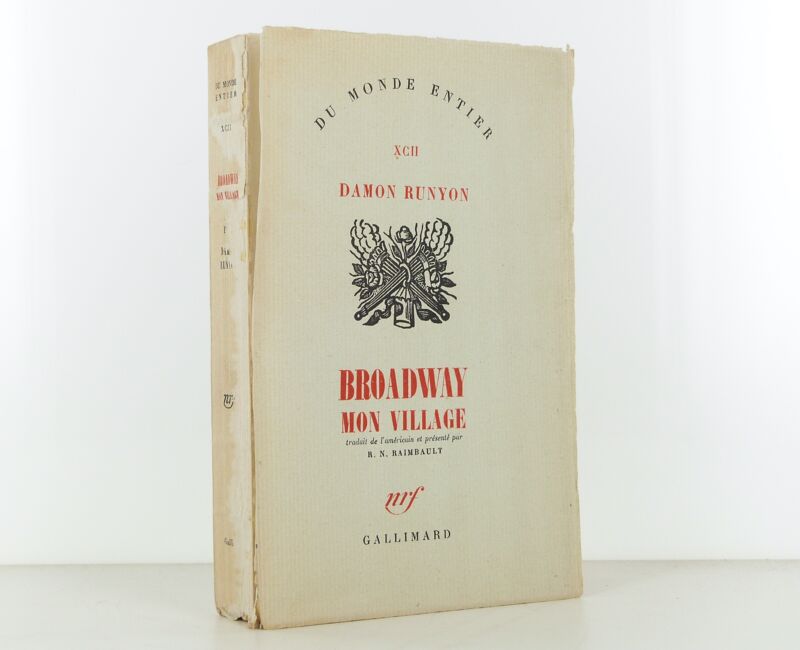 DU MONDE
ENTIER
XCII
BROADWAY
MON VILLAGE
nrf
DU MONDE ENTIER
XCII
DAMON RUNYON
BROADWAY
MON VILLAGE
traduit de l'américain et présenté par
R. N. RAIMBAULT
nrf
GALLIMARD